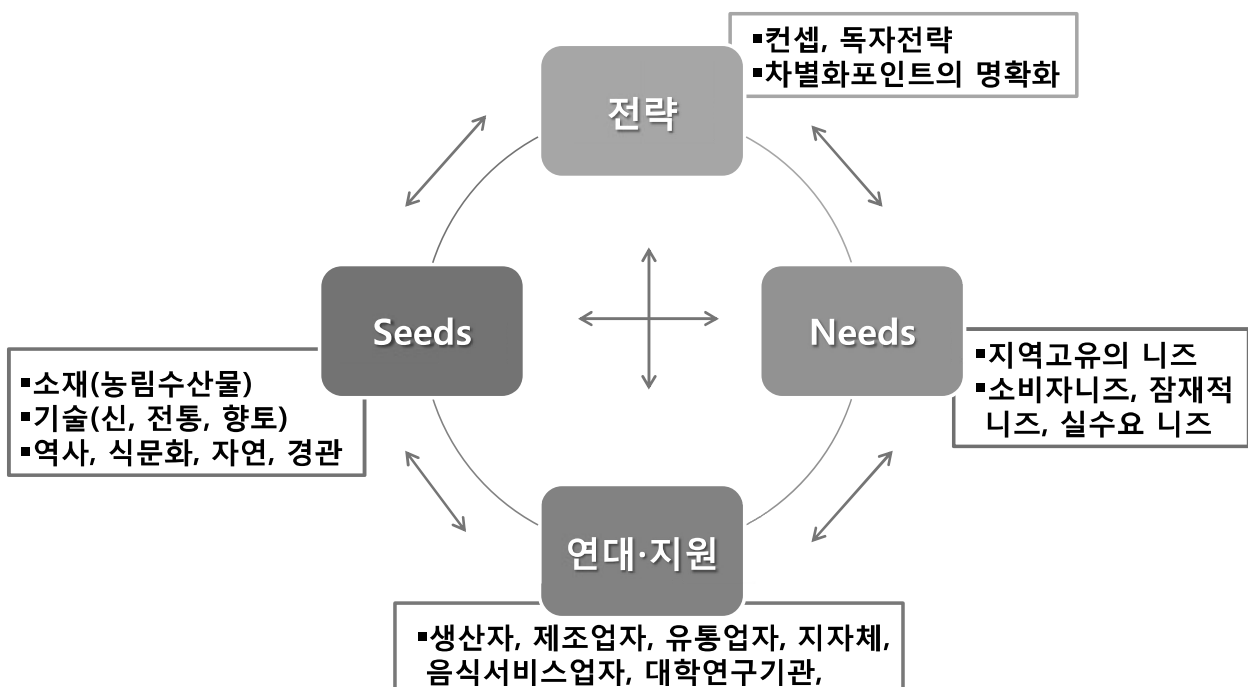 ▪컨셉, 독자전략
▪차별화포인트의 명확화
전략
Seeds
Needs
▪소재(농림수산물)
▪기술(신, 전통, 향토)
▪역사, 식문화, 자연, 경관
▪지역고유의 니즈
▪소비자니즈, 잠재적
니즈, 실수요 니즈
연대·지원
▪생산자, 제조업자, 유통업자, 지자체,
음식서비스업자, 대학연구기관,